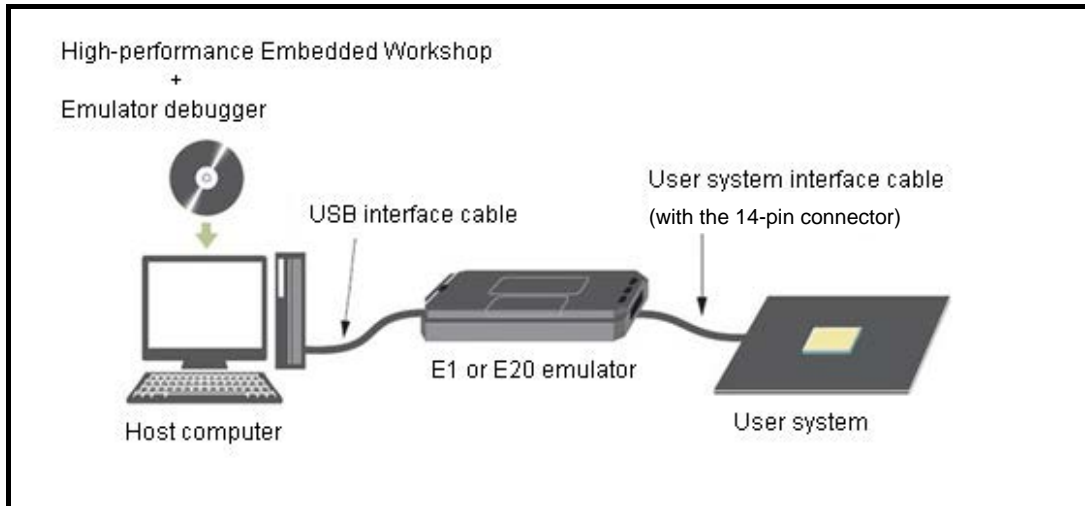 High-performance Embedded Workshop
+
Emulator debugger
USB interface cable
User system interface cable
(with the 14-pin connector)
E1 or E20 emulator
Host computer
User system